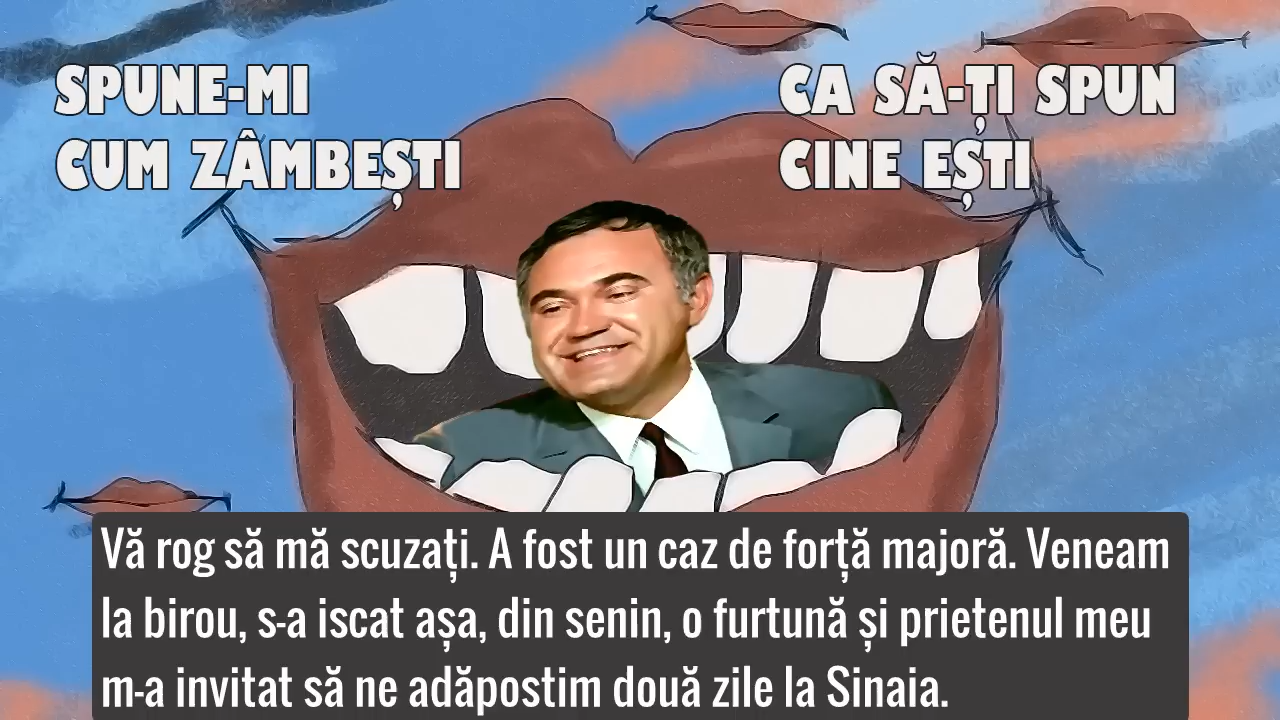 SPUNE-MI
CUM ZÂMBEȘTI
CA SĂ-ȚI SPUN
CINE EȘTI
Vă rog să mă scuzați. A fost un caz de forță majoră. Veneam
la birou, s-a iscat așa, din senin, o furtună și prietenul meu
m-a invitat să ne adăpostim două zile la Sinaia.